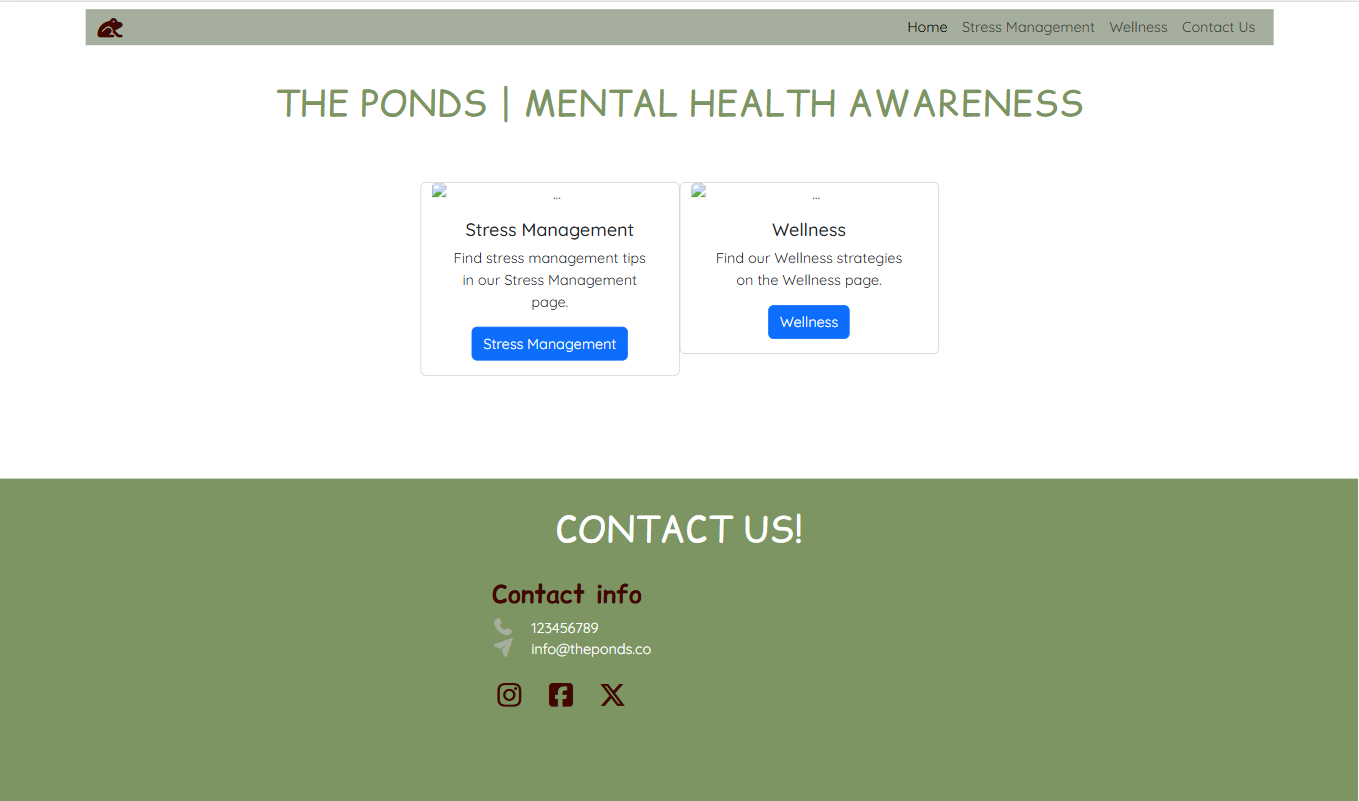 Home Stress Management Wellness Contact Us
THE PONDS | MENTAL HEALTH AWARENESS
...
Stress Management
Find stress management tips
in our Stress Management
page.
Stress Management
...
Wellness
Find our Wellness strategies
on the Wellness page.
Wellness
CONTACT US!
Contact info
123456789
info@theponds.co